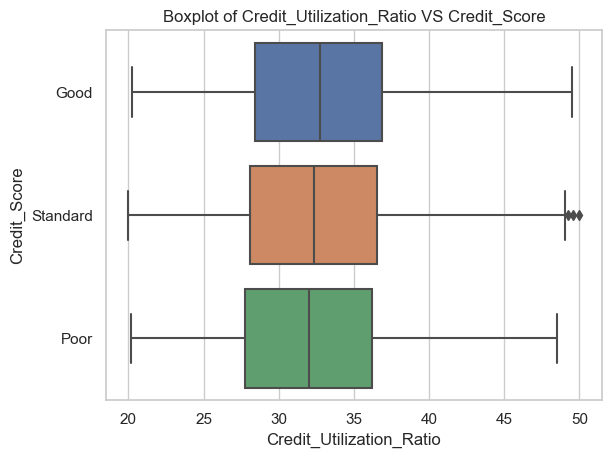 Boxplot of Credit_Utilization_Ratio VS Credit_Score
Good
Standard
Poor
Credit_Score
20 25 30 35 40 45 50
Credit_Utilization_Ratio